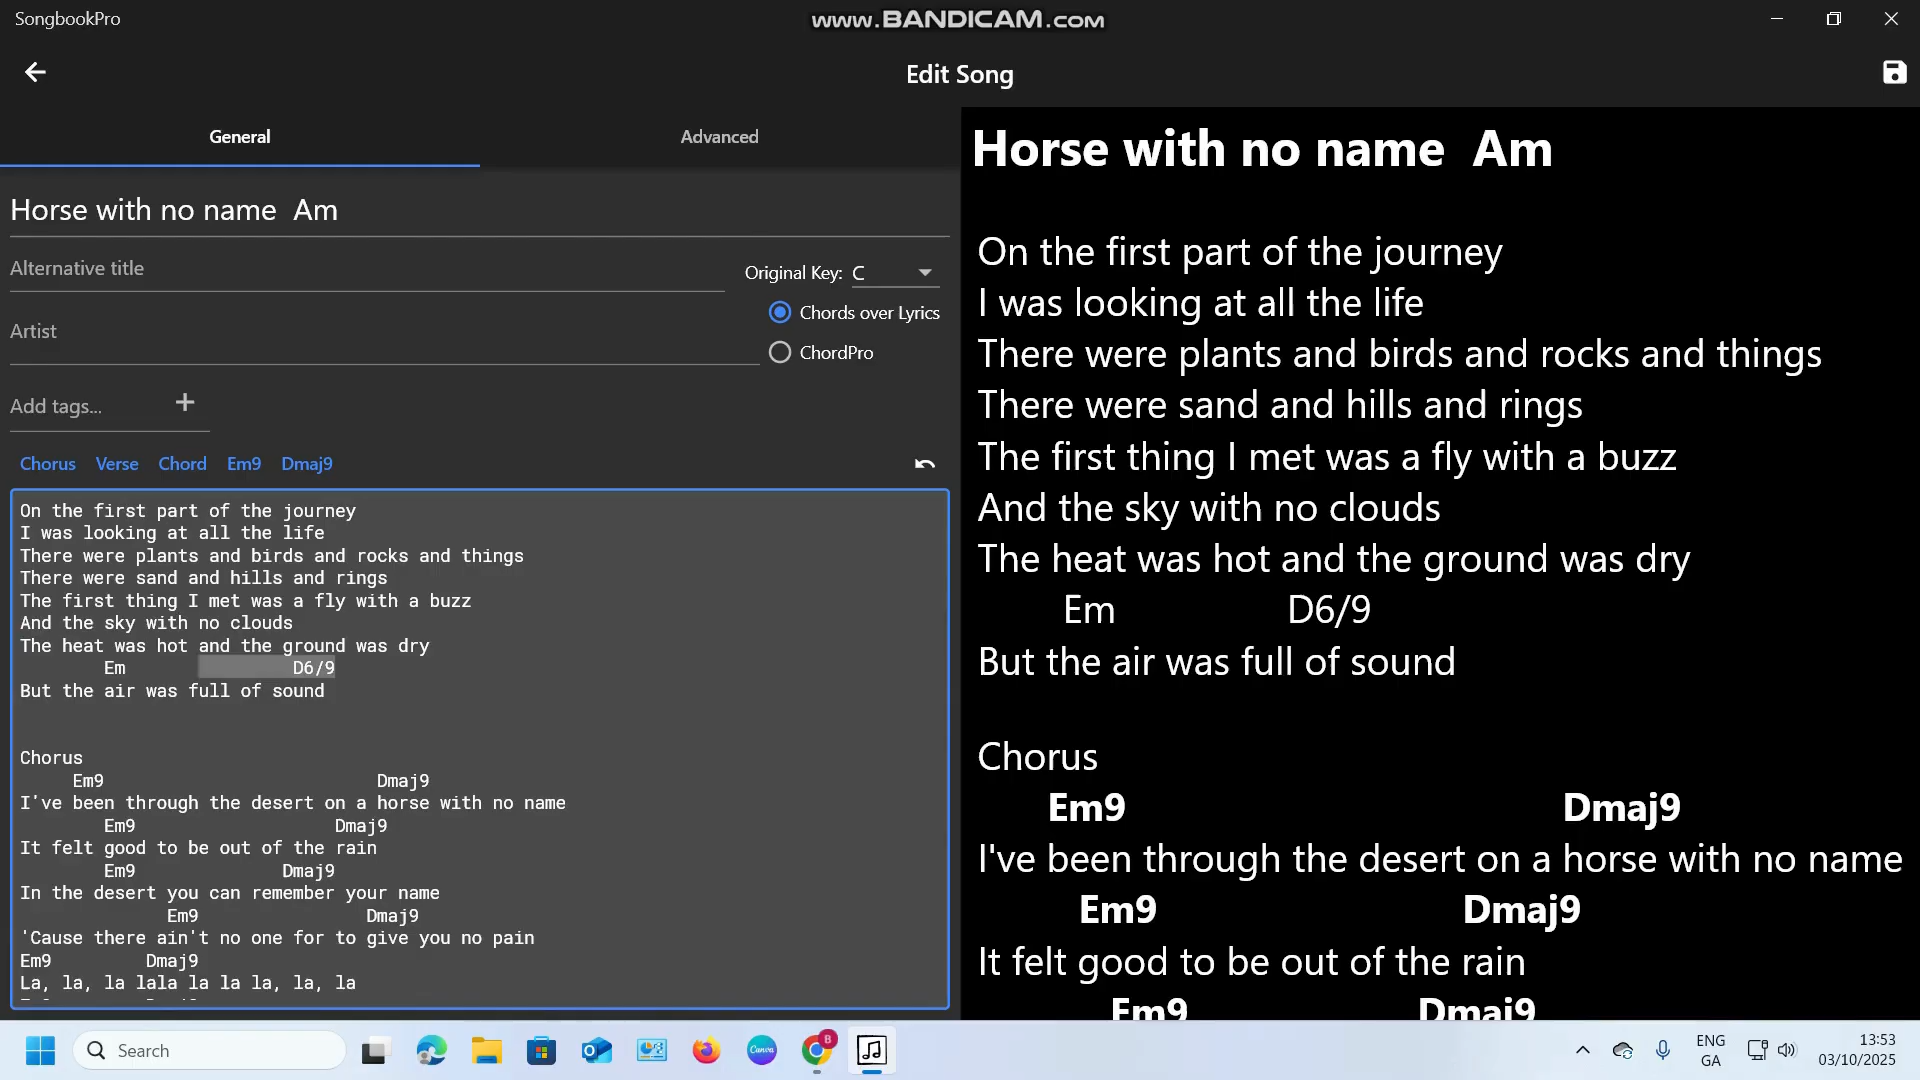 SongbookPro
www.BANDICAM.com
Edit Song
General
Advanced
Horse with no name  Am
Alternative title
Original Key: C
Chords over Lyrics
Artist
ChordPro
Add tags...
Chorus Verse Chord Em9 Dmaj9
On the first part of the journey
I was looking at all the life
There were plants and birds and rocks and things
There were sand and hills and rings
The first thing I met was a fly with a buzz
And the sky with no clouds
The heat was hot and the ground was dry
Em                D6/9
But the air was full of sound
Chorus
Em9                          Dmaj9
I've been through the desert on a horse with no name
Em9                   Dmaj9
It felt good to be out of the rain
Em9              Dmaj9
In the desert you can remember your name
Em9                Dmaj9
'Cause there ain't no one for to give you no pain
Em9         Dmaj9
La, la, la lala la la la, la, la
Horse with no name  Am
On the first part of the journey
I was looking at all the life
There were plants and birds and rocks and things
There were sand and hills and rings
The first thing I met was a fly with a buzz
And the sky with no clouds
The heat was hot and the ground was dry
Em                D6/9
But the air was full of sound
Chorus
Em9                          Dmaj9
I've been through the desert on a horse with no name
Em9                   Dmaj9
It felt good to be out of the rain
Em9              Dmaj9
Search
Canva
B
ENG
GA
13:53
03/10/2025